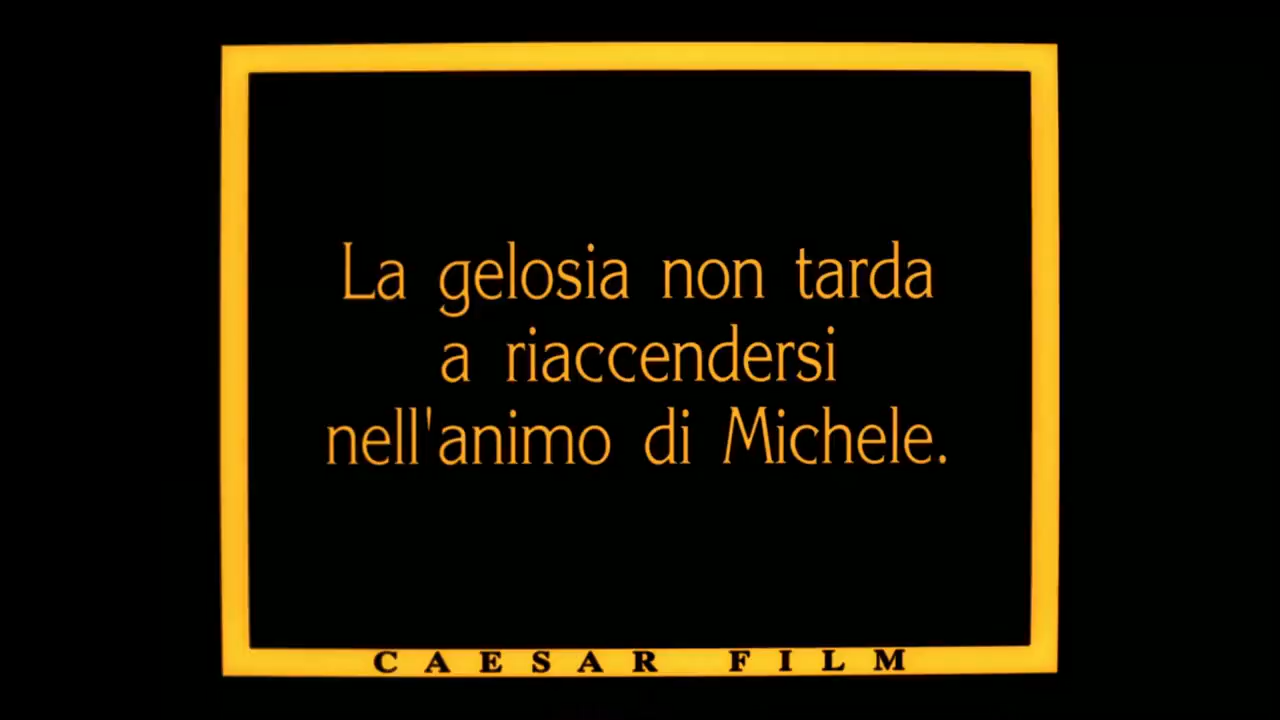 La gelosia non tarda
a riaccendersi
nell'animo di Michele.
CAESAR FILM